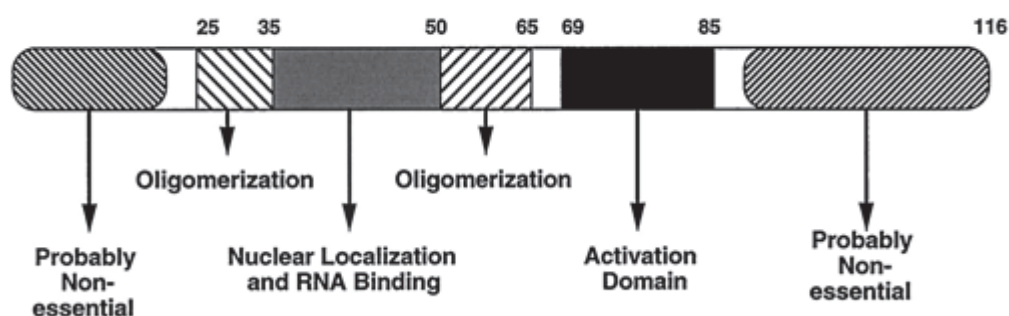 25 35 50 65 69 85 116
Oligomerization Oligomerization
Probably
Non-
essential
Nuclear Localization
and RNA Binding
Activation
Domain
Probably
Non-
essential